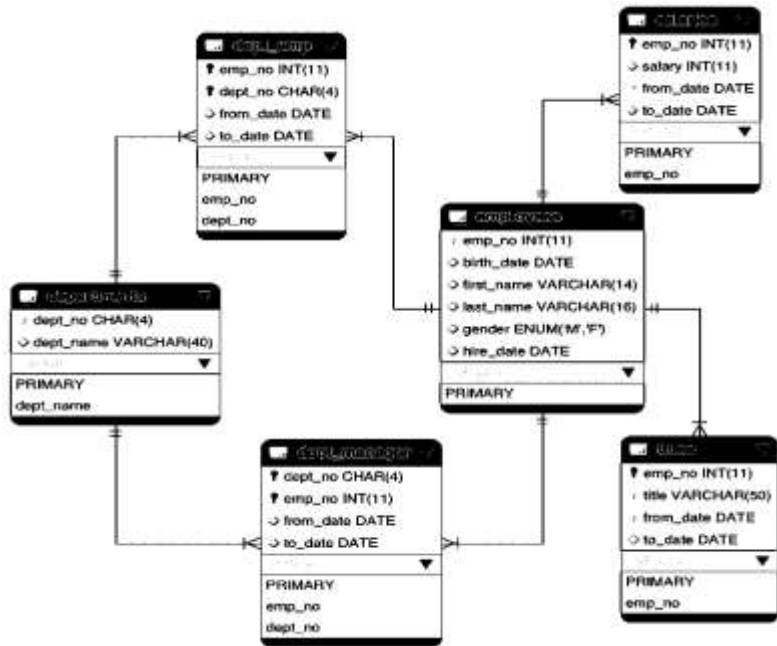 dept_emp
emp_no INT(11)
dept_no CHAR(4)
from_date DATE
to_date DATE
PRIMARY
emp_no
dept_no
salaries
emp_no INT(11)
salary INT(11)
from_date DATE
to_date DATE
PRIMARY
emp_no
employees
emp_no INT(11)
birth_date DATE
first_name VARCHAR(14)
last_name VARCHAR(16)
gender ENUM('M','F')
hire_date DATE
PRIMARY
departments
dept_no CHAR(4)
dept_name VARCHAR(40)
PRIMARY
dept_name
dept_manager
dept_no CHAR(4)
emp_no INT(11)
from_date DATE
to_date DATE
PRIMARY
emp_no
dept_no
emp_no INT(11)
title VARCHAR(50)
from_date DATE
to_date DATE
PRIMARY
emp_no